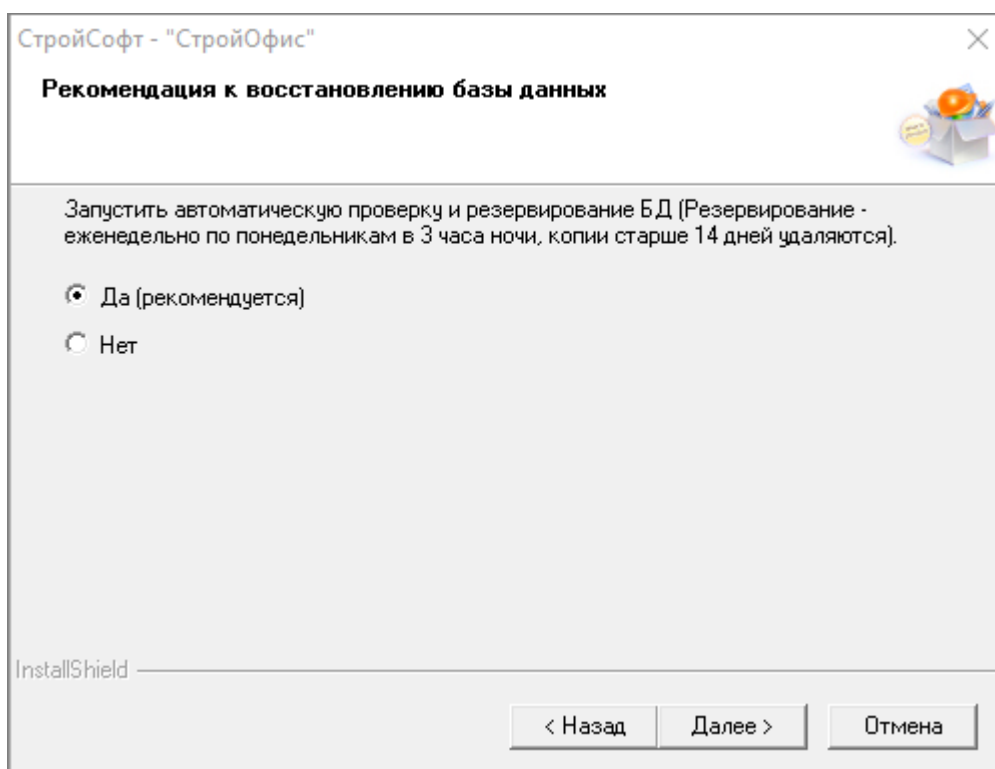 СтройСофт - "СтройОфис"
Рекомендация к восстановлению базы данных
Запустить автоматическую проверку и резервирование БД (Резервирование -
еженедельно по понедельникам в 3 часа ночи, копии старше 14 дней удаляются).
Да (рекомендуется)
Нет
InstallShield
< Назад
Далее >
Отмена